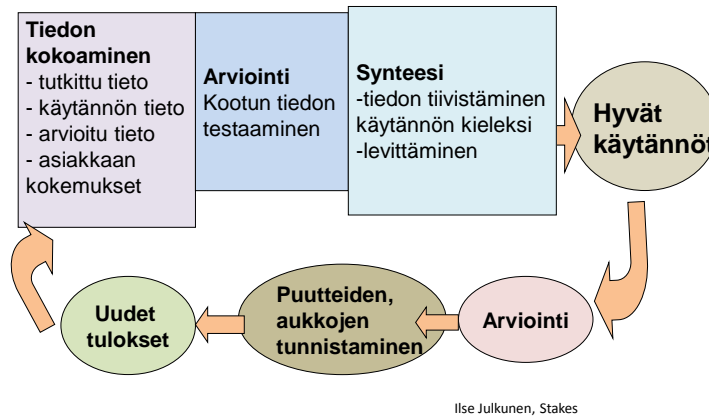 Tiedon
kokoaminen
- tutkittu tieto
- käytännön tieto
- arvioitu tieto
- asiakkaan
kokemukset
Arviointi
Kootun tiedon
testaaminen
Synteesi
-tiedon tiivistäminen
käytännön kieleksi
-levittäminen
Hyvät
käytännöt
Arviointi
Puutteiden,
aukkojen
tunnistaminen
Uudet
tulokset
Ilse Julkunen, Stakes